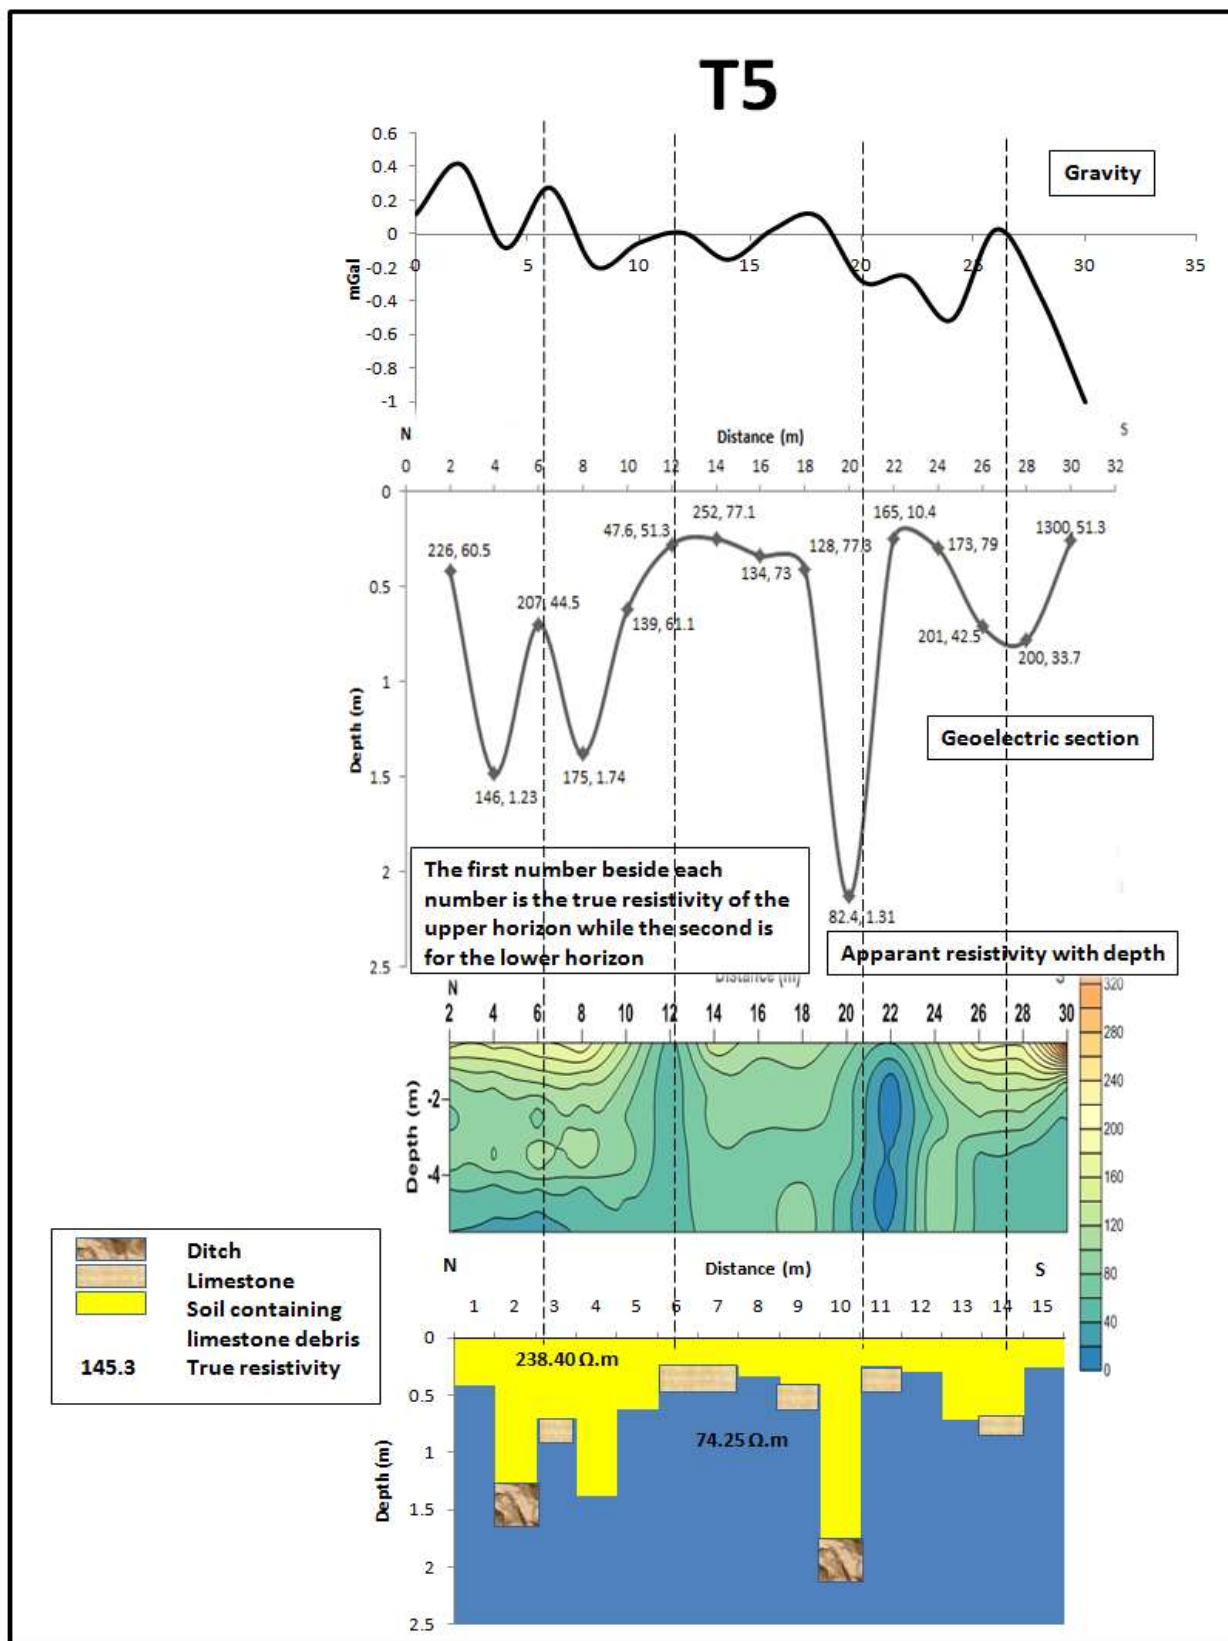 T5
Gravity
0.6
0.4
0.2
0
-0.2
-0.4
-0.6
-0.8
-1
mGal
0 5 10 15 20 25 30 35
N Distance (m) S
0 2 4 6 8 10 12 14 16 18 20 22 24 26 28 30 32
0
0.5
1
1.5
2
2.5
Depth (m)
226, 60.5
146, 1.23
207, 44.5
175, 1.74
139, 61.1
47.6, 51.3
252, 77.1
134, 73
128, 77.3
82.4, 1.31
165, 10.4
173, 79
201, 42.5
200, 33.7
1300, 51.3
Geoelectric section
The first number beside each
number is the true resistivity of the
upper horizon while the second is
for the lower horizon
Apparant resistivity with depth
N Distance (m) S
2 4 6 8 10 12 14 16 18 20 22 24 26 28 30
Depth (m)
-2
-4
320
280
240
200
160
120
80
40
0
Ditch
Limestone
Soil containing
limestone debris
145.3 True resistivity
N Distance (m) S
1 2 3 4 5 6 7 8 9 10 11 12 13 14 15
0
0.5
1
1.5
2
2.5
Depth (m)
238.40 Ω.m
74.25 Ω.m